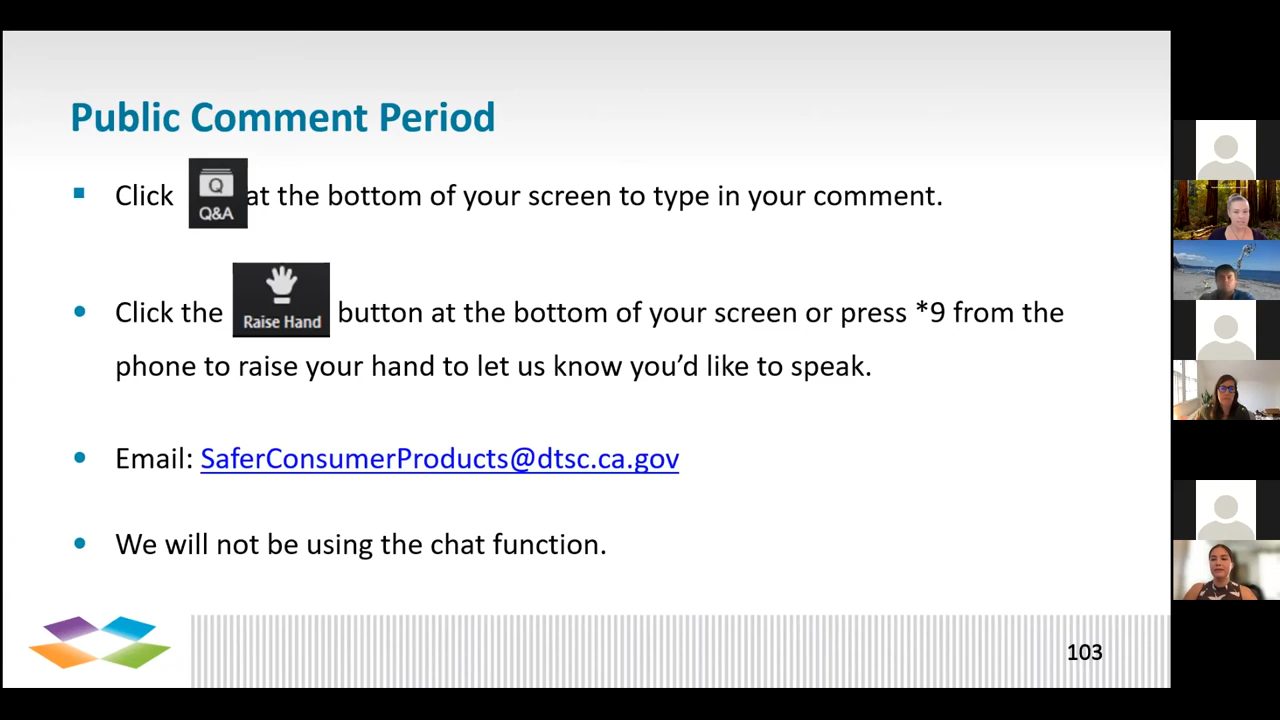 Public Comment Period
Click Q Q&A at the bottom of your screen to type in your comment.
Click the Raise Hand button at the bottom of your screen or press *9 from the
phone to raise your hand to let us know you’d like to speak.
Email: SaferConsumerProducts@dtsc.ca.gov
We will not be using the chat function.
103